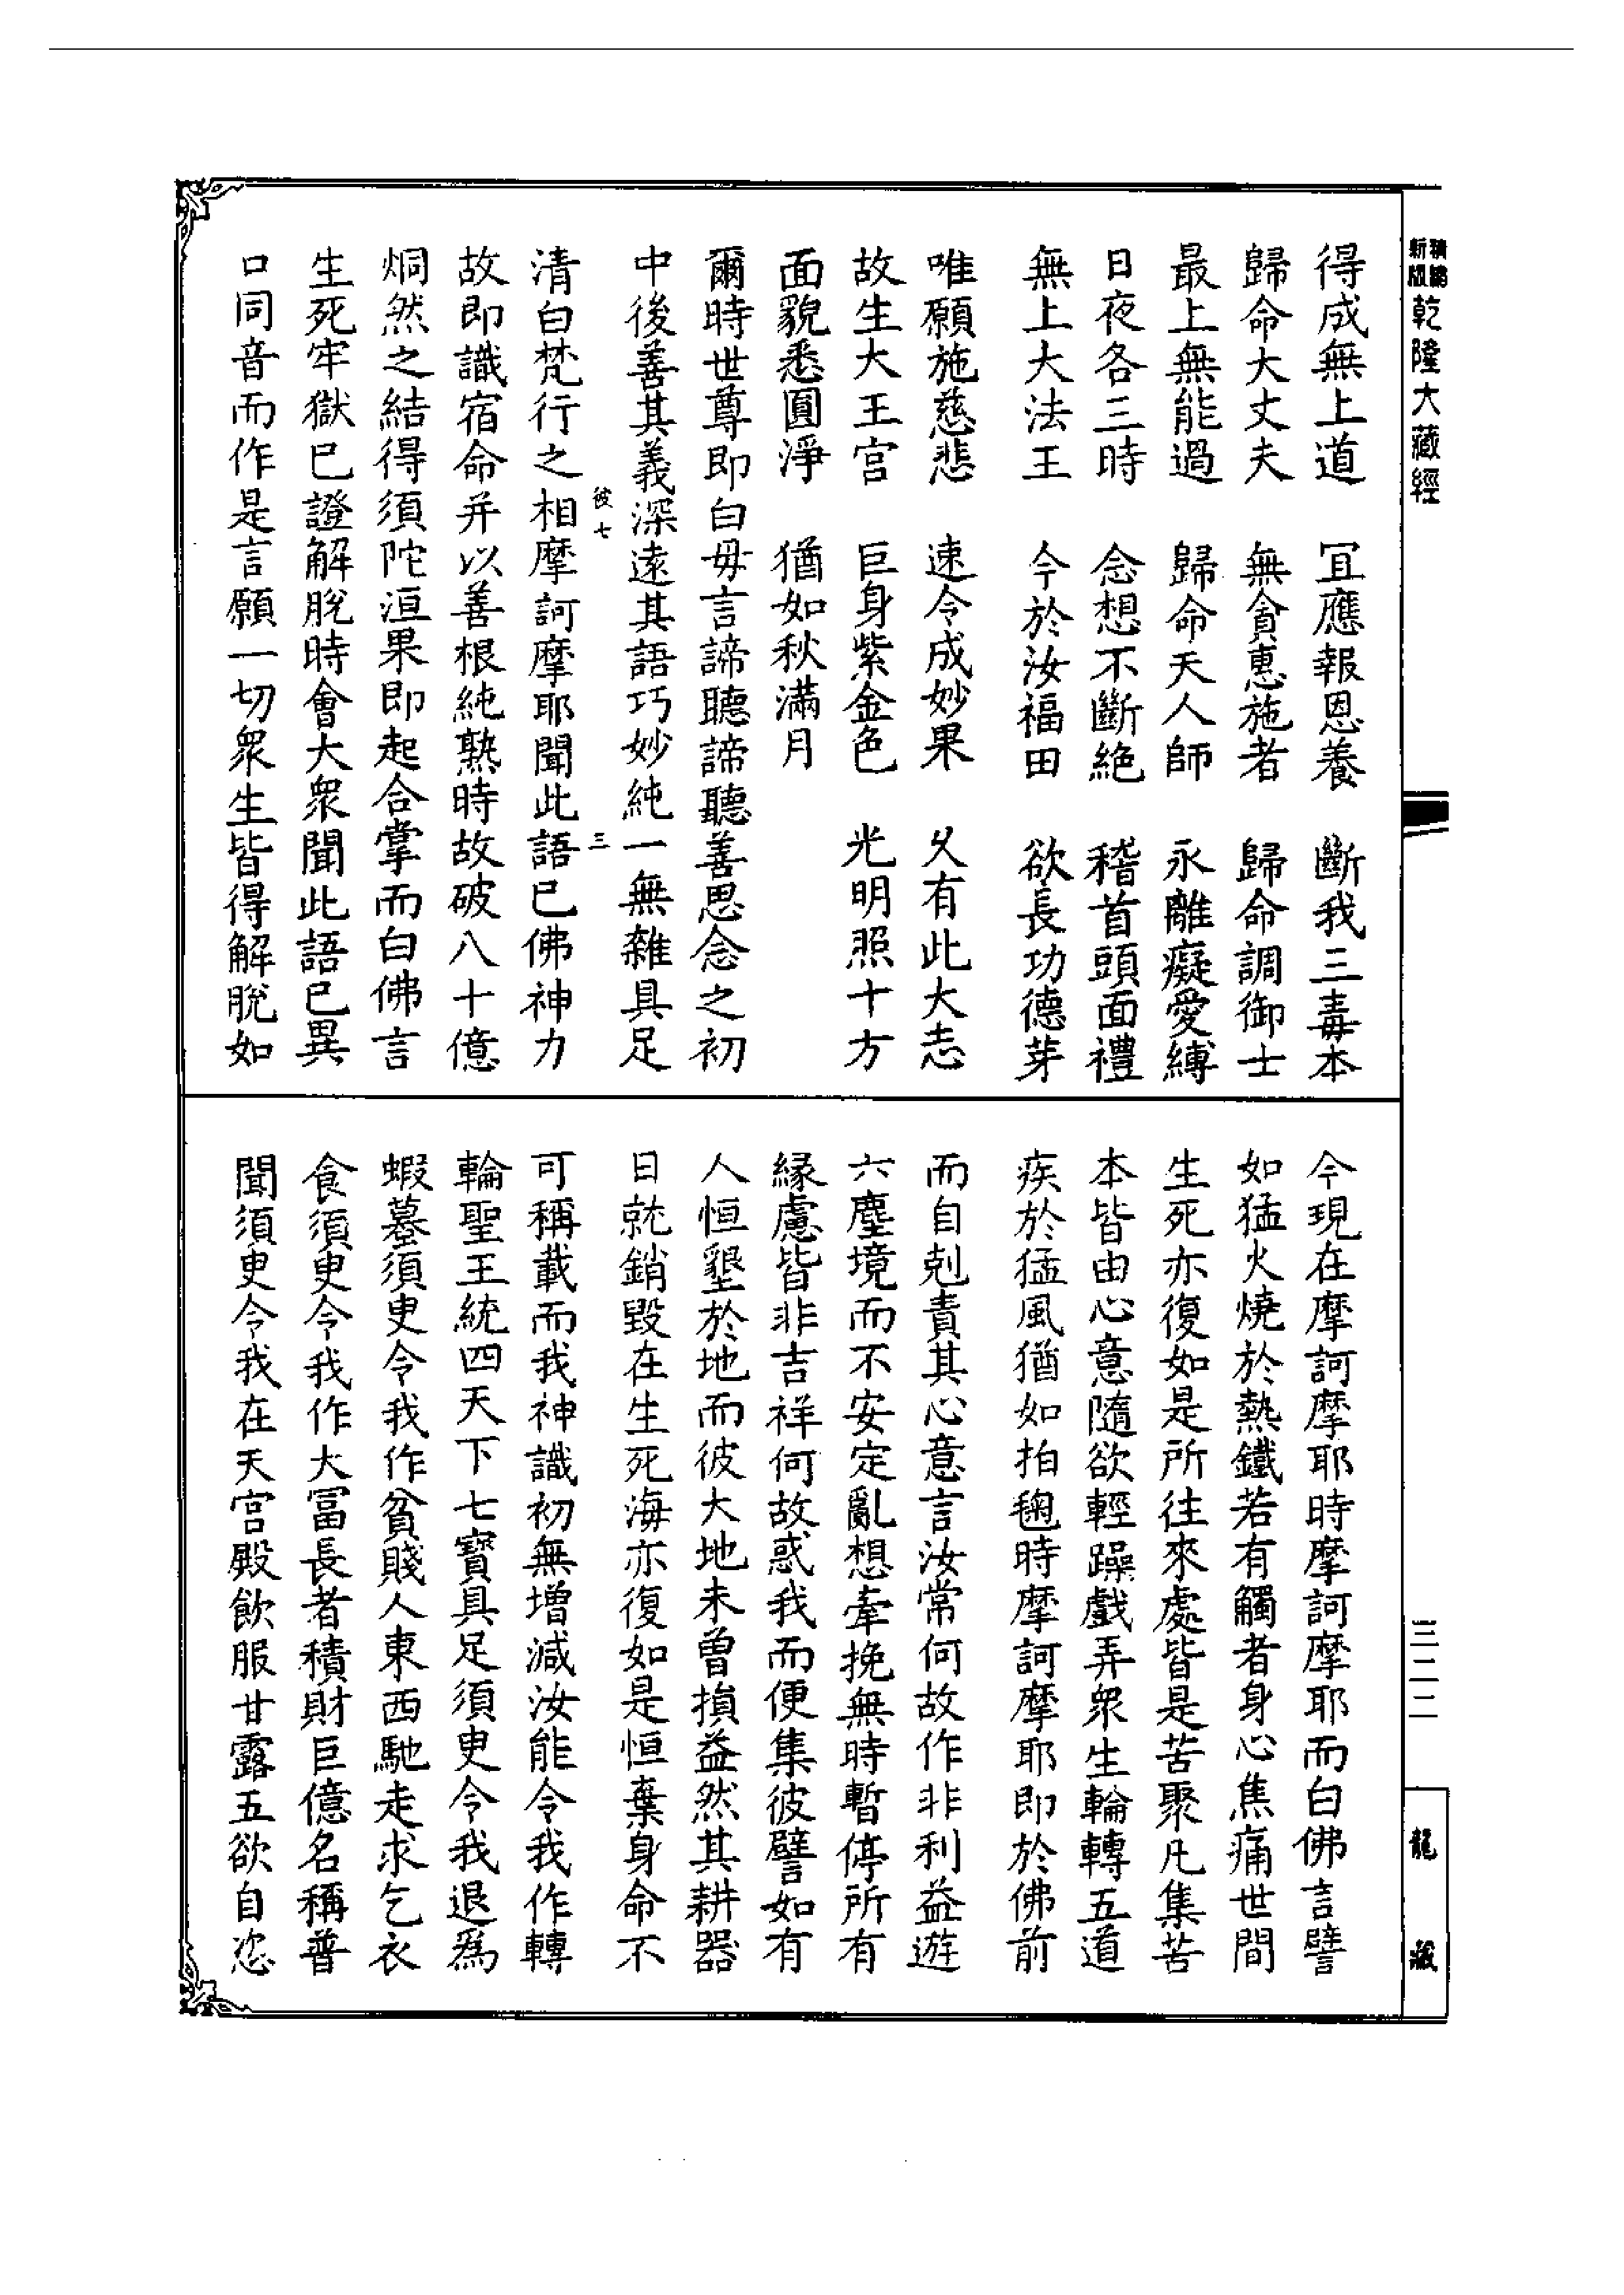 精編
新版
乾隆大藏經
得成無上道　冝應報恩養　斷我三毒本
歸命大丈夫　無貪惠施者　歸命調御士
最上無能過　歸命天人師　永離癡愛縛
日夜各三時　念想不斷絕　稽首頭面禮
無上大法王　今於汝福田　欲長功德芽
唯願施慈悲　速令成妙果　久有此大志
故生大王宮　巨身紫金色　光明照十方
面貌悉圓淨　猶如秋滿月
爾時世尊即白母言諦聽諦聽善思念之初
中後善其義深遠其語巧妙純一無雜具足
彼七　三
清白梵行之相摩訶摩耶聞此語已佛神力
故即識宿命并以善根純熟時故破八十億
炯然之結得須陀洹果即起合掌而白佛言
生死牢獄已證解脫時會大衆聞此語已異
口同音而作是言願一切衆生皆得解脫如
今現在摩訶摩耶時摩訶摩耶而白佛言譬
如猛火燒於熱鐵若有觸者身心焦痛世間
生死亦復如是所往來處皆是苦聚凡集苦
本皆由心意隨欲輕躁戲弄衆生輪轉五道
疾於猛風猶如拍毱時摩訶摩耶即於佛前
而自剋責其心意言汝常何故作非利益遊
六塵境而不安定亂想牽挽無時暫停所有
緣慮皆非吉祥何故惑我而便集彼譬如有
人恒墾於地而彼大地未曾損益然其耕器
日就銷毀在生死海亦復如是恒棄身命不
可稱載而我神識初無增減汝能令我作轉
輪聖王統四天下七寶具足須臾令我退爲
蝦蟇須臾令我作貧賤人東西馳走求乞衣
食須臾令我作大冨長者積財巨億名稱普
聞須臾令我在天宮殿飲服甘露五欲自恣
三二二
龍藏